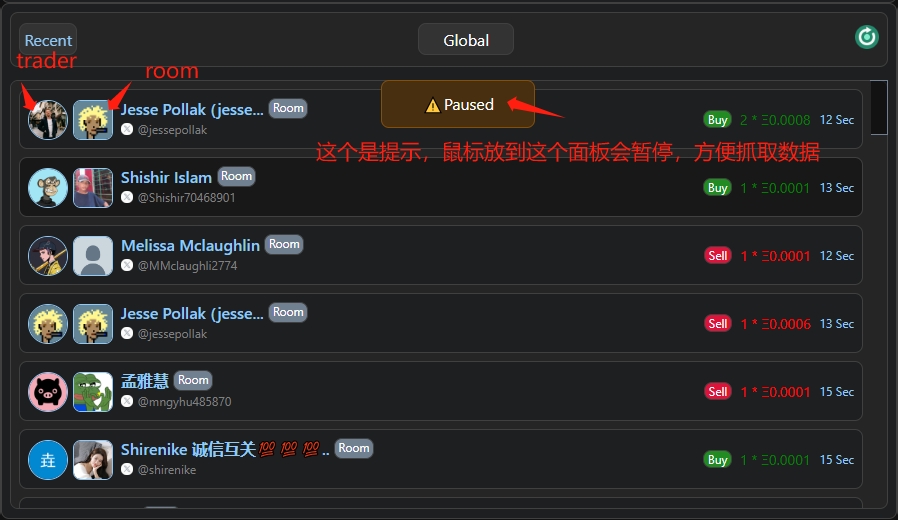 Recent
Global
trader
room
Jesse Pollak (jesse... Room
@jessepollak
⚠Paused
Buy 2 * Ξ0.0008 12 Sec
这个是提示，鼠标放到这个面板会暂停，方便抓取数据
Shishir Islam Room
@Shishir70468901
Buy 1 * Ξ0.0001 13 Sec
Melissa Mclaughlin Room
@MMclaughli2774
Sell 1 * Ξ0.0001 12 Sec
Jesse Pollak (jesse... Room
@jessepollak
Sell 1 * Ξ0.0006 13 Sec
孟雅慧 Room
@mngyhu485870
Sell 1 * Ξ0.0001 15 Sec
垚
Shirenike 诚信互关💯💯💯.. Room
@shirenike
Buy 1 * Ξ0.0001 15 Sec